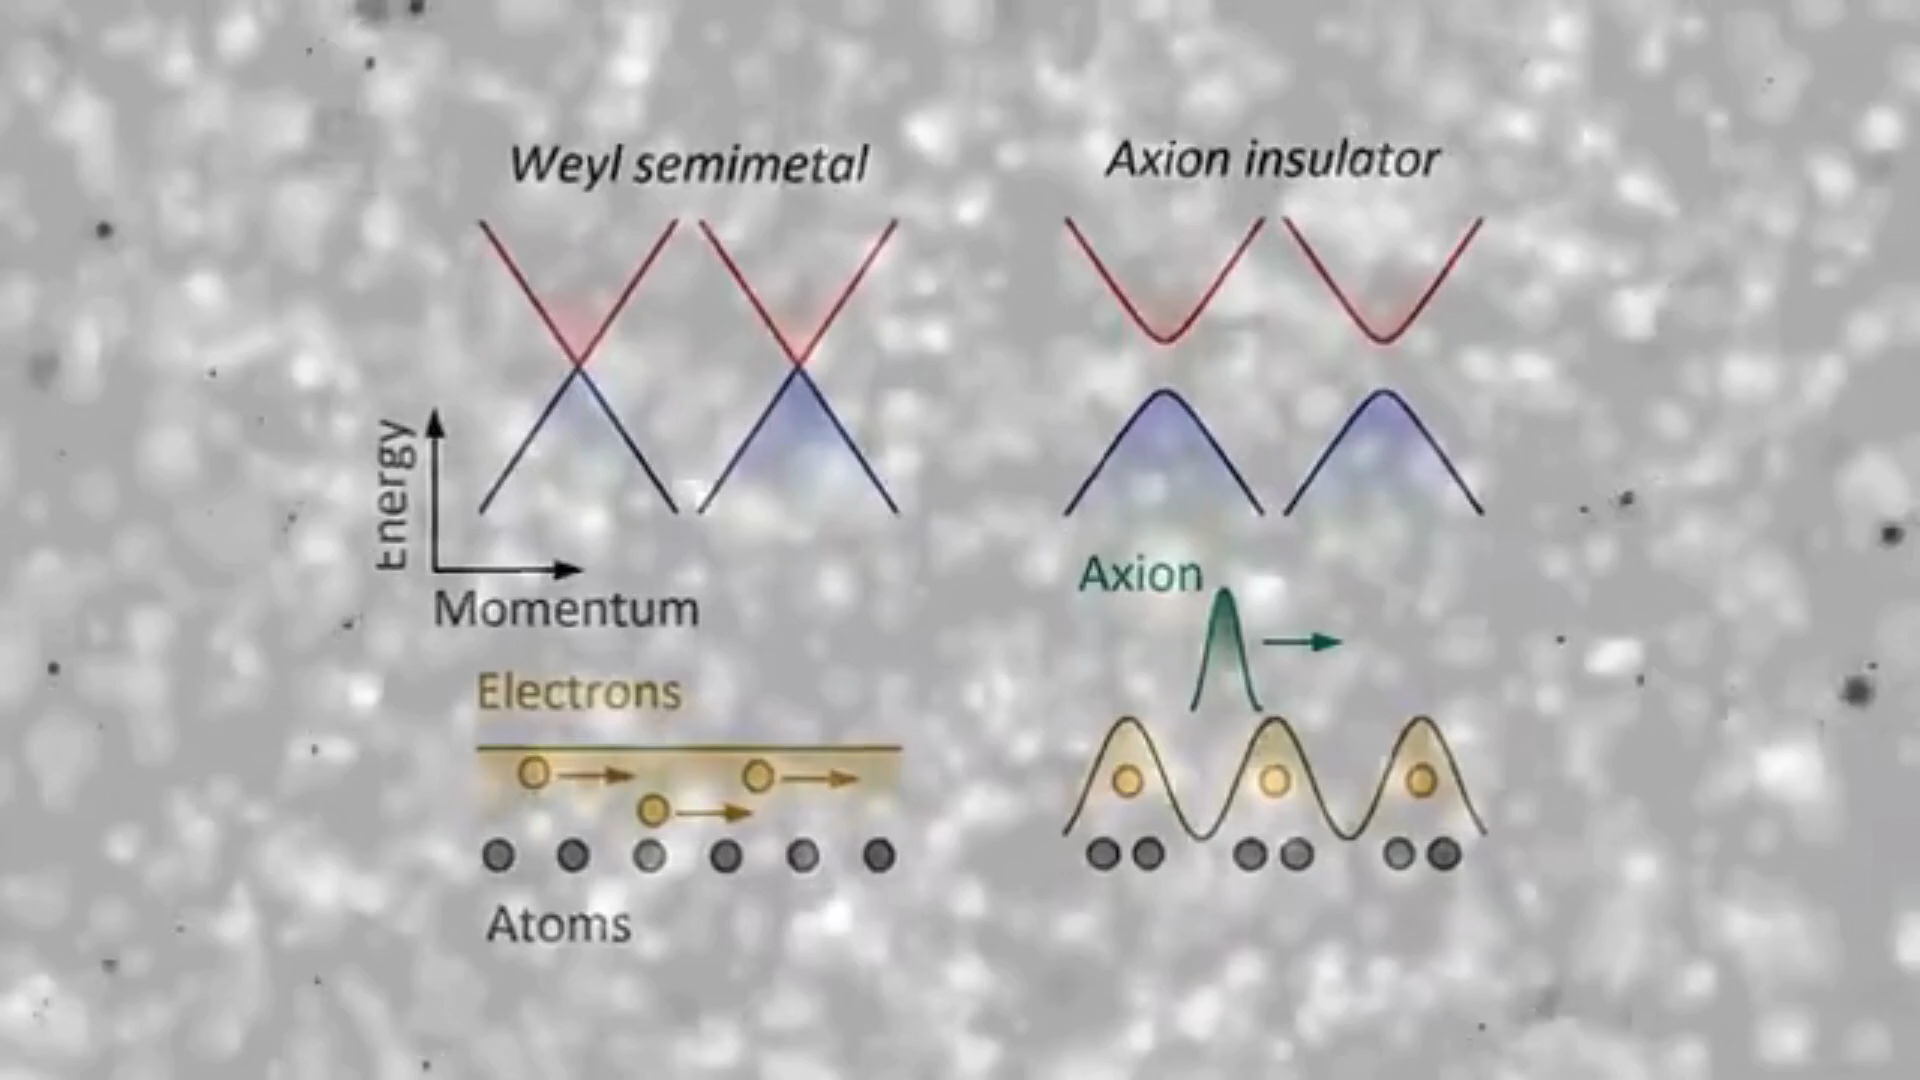 Weyl semimetal
Axion insulator
Energy
Momentum
Axion
Electrons
Atoms